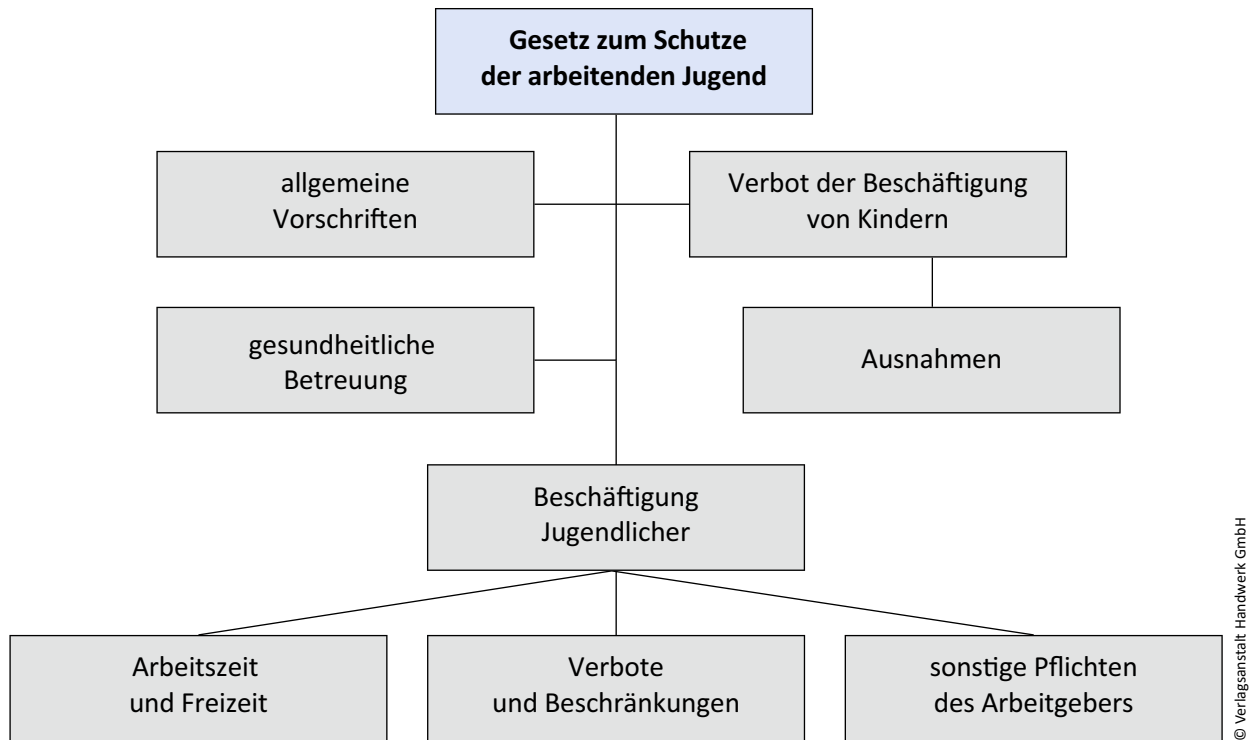 Gesetz zum Schutze
der arbeitenden Jugend
allgemeine
Vorschriften
Verbot der Beschäftigung
von Kindern
gesundheitliche
Betreuung
Ausnahmen
Beschäftigung
Jugendlicher
Arbeitszeit
und Freizeit
Verbote
und Beschränkungen
sonstige Pflichten
des Arbeitgebers
© Verlagsanstalt Handwerk GmbH